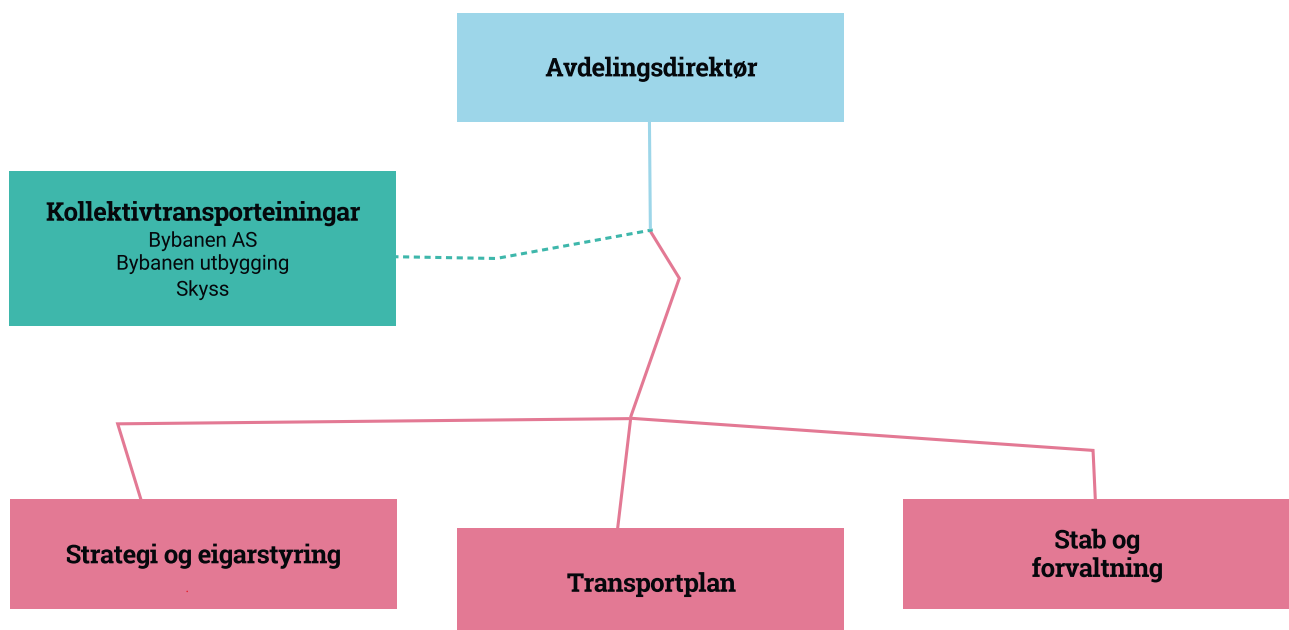 Avdelingsdirektør
Kollektivtransporteiningar
Bybanen AS
Bybanen utbygging
Skyss
Strategi og eigarstyring
.
Transportplan
Stab og
forvaltning